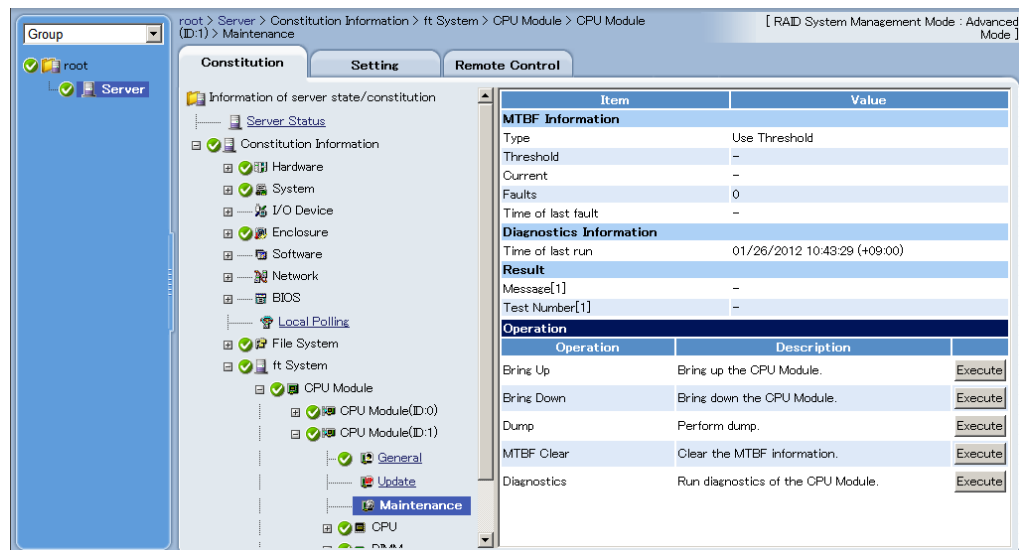 root > Server > Constitution Information > ft System > CPU Module > CPU Module
(ID:1) > Maintenance
[ RAID System Management Mode : Advanced
Mode ]
Group
root
Server
Constitution
Setting
Remote Control
Information of server state/constitution
Server Status
Constitution Information
Hardware
System
I/O Device
Enclosure
Software
Network
BIOS
Local Polling
File System
ft System
CPU Module
CPU Module(ID:0)
CPU Module(ID:1)
General
Update
Maintenance
CPU
Item Value
MTBF Information
Type Use Threshold
Threshold -
Current -
Faults 0
Time of last fault -
Diagnostics Information
Time of last run 01/26/2012 10:43:29 (+09:00)
Result
Message[1] -
Test Number[1] -
Operation
Operation Description
Bring Up Bring up the CPU Module. Execute
Bring Down Bring down the CPU Module. Execute
Dump Perform dump. Execute
MTBF Clear Clear the MTBF information. Execute
Diagnostics Run diagnostics of the CPU Module. Execute